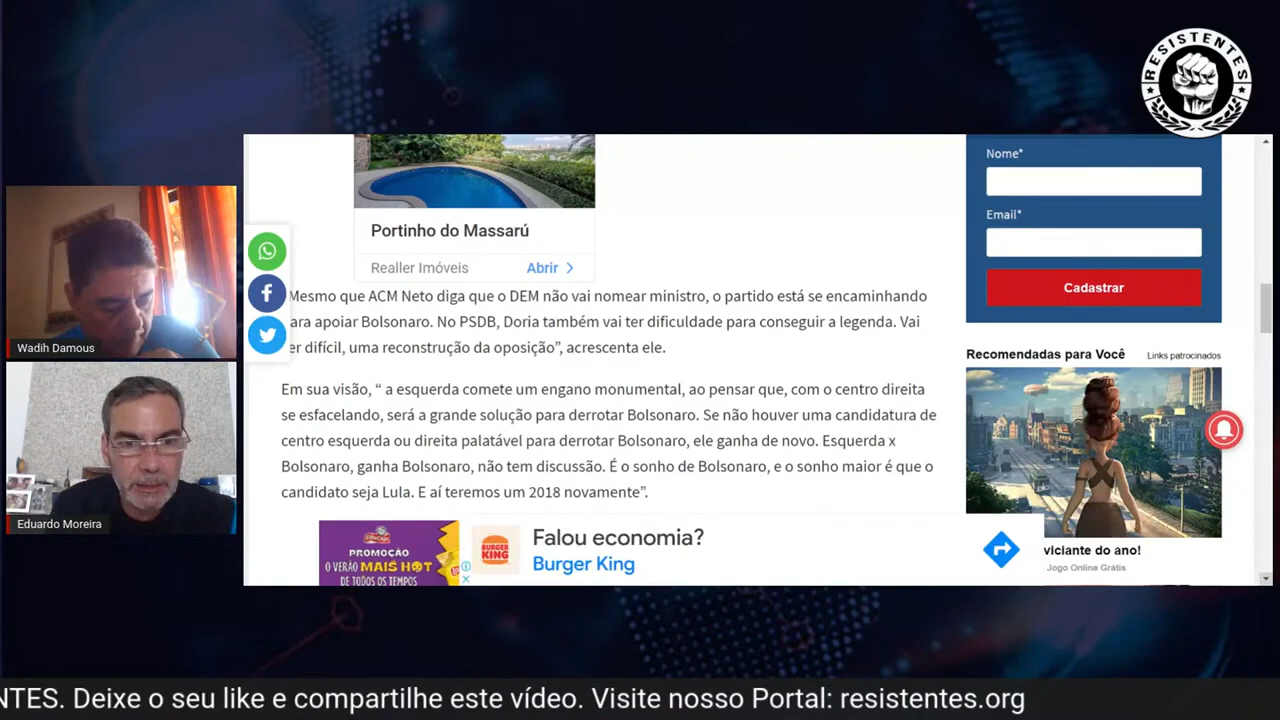 RESISTENTES
Portinho do Massarú
Realler Imóveis
Abrir
Mesmo que ACM Neto diga que o DEM não vai nomear ministro, o partido está se encaminhando
ara apoiar Bolsonaro. No PSDB, Doria também vai ter dificuldade para conseguir a legenda. Vai
er difícil, uma reconstrução da oposição”, acrescenta ele.
Em sua visão, “ a esquerda comete um engano monumental, ao pensar que, com o centro direita
se esfacelando, será a grande solução para derrotar Bolsonaro. Se não houver uma candidatura de
centro esquerda ou direita palatável para derrotar Bolsonaro, ele ganha de novo. Esquerda x
Bolsonaro, ganha Bolsonaro, não tem discussão. É o sonho de Bolsonaro, e o sonho maior é que o
candidato seja Lula. E aí teremos um 2018 novamente”.
PROMOÇÃO
O VERÃO MAIS HOT
DE TODOS OS TEMPOS
BURGER
KING
Falou economia?
Burger King
Nome*
Email*
Cadastrar
Recomendadas para Você
Links patrocinados
viciante do ano!
Jogo Online Grátis
Wadih Damous
Eduardo Moreira
NTES. Deixe o seu like e compartilhe este vídeo. Visite nosso Portal: resistentes.org